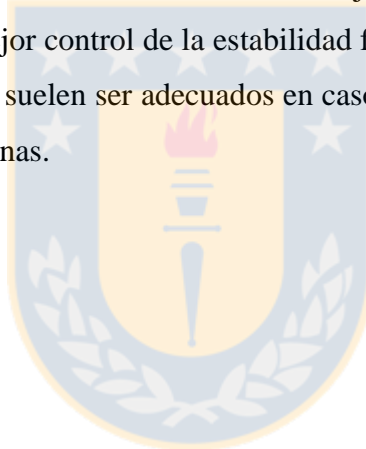 jor control de la estabilidad f
suelen ser adecuados en caso
nas.